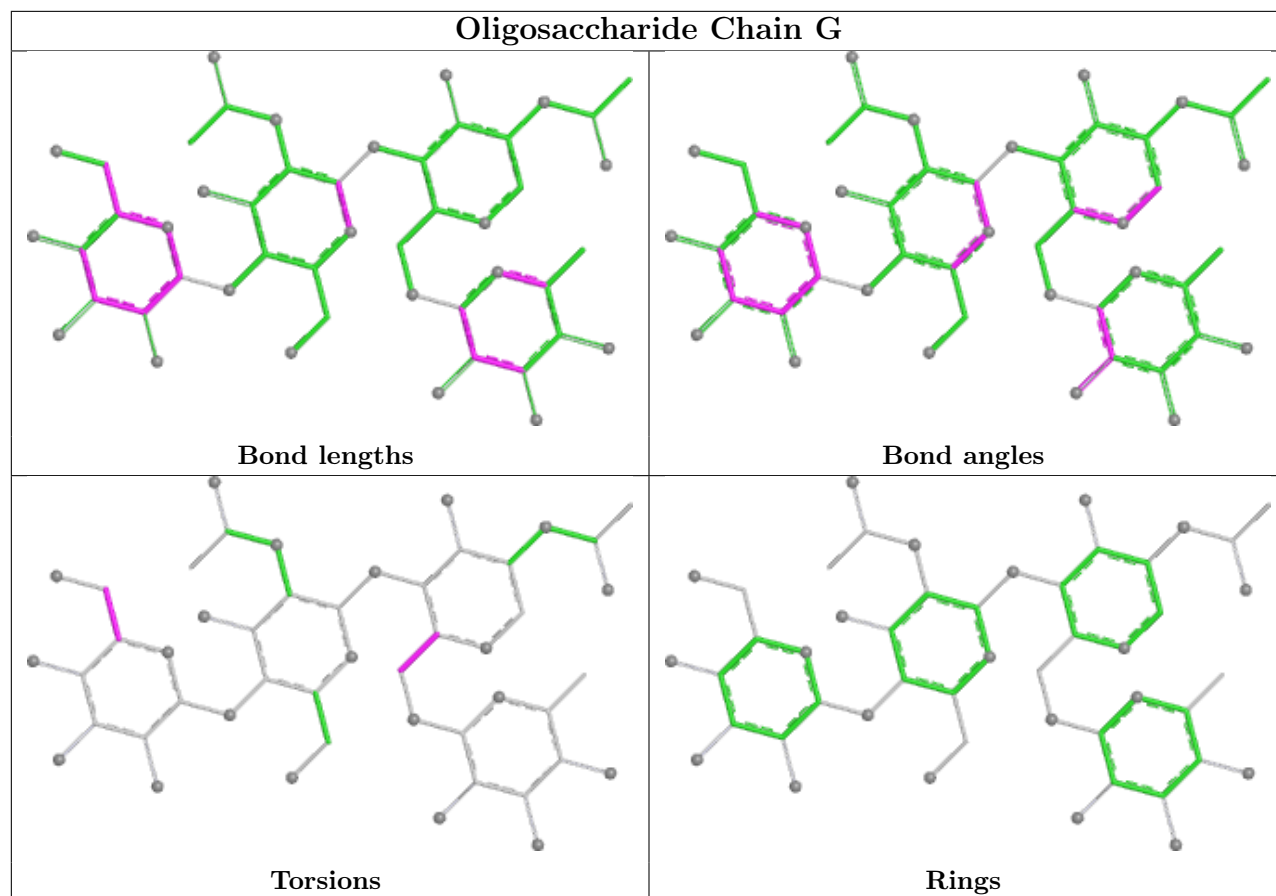 Oligosaccharide Chain G
Bond lengths
Bond angles
Torsions
Rings